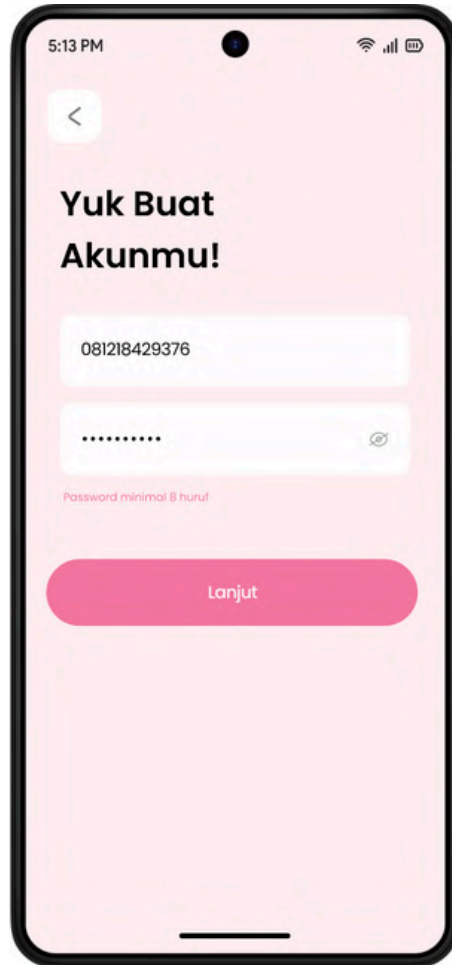 5:13 PM
Yuk Buat
Akunmu!
081218429376
••••••••••
Password minimal 8 huruf
Lanjut